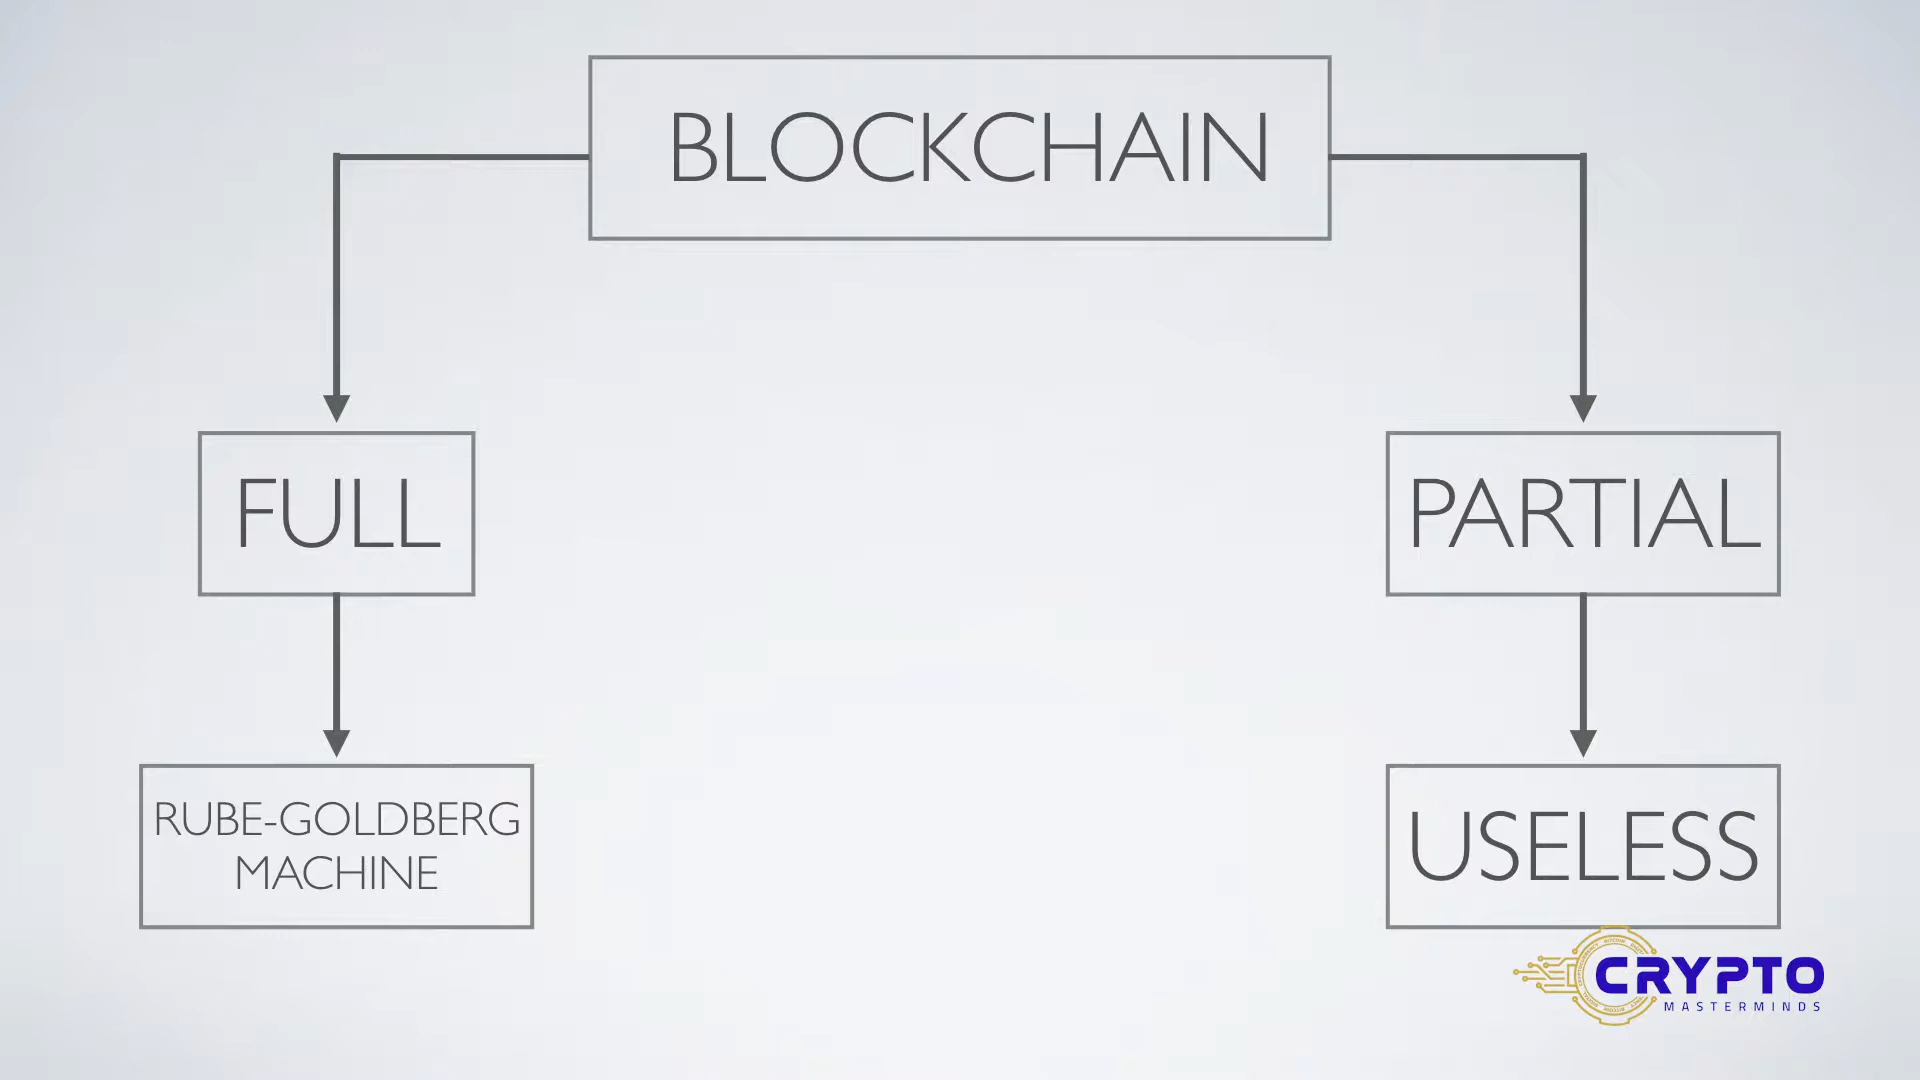 BLOCKCHAIN
FULL
PARTIAL
RUBE-GOLDBERG
MACHINE
USELESS
CRYPTO
MASTERMINDS